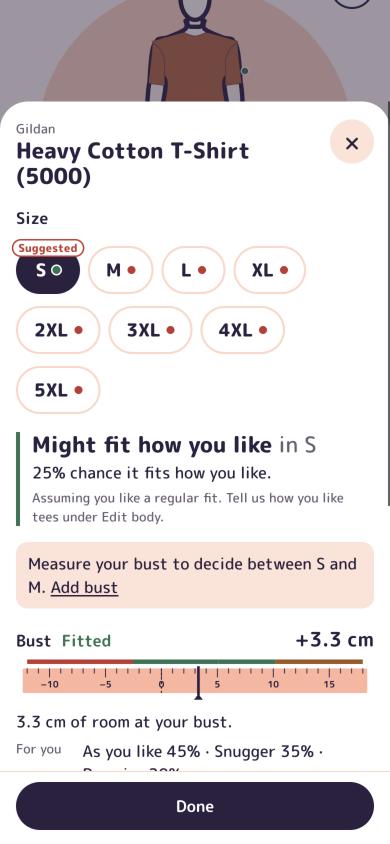 Gildan
Heavy Cotton T-Shirt
(5000)
Size
Suggested
S
M
L
XL
2XL
3XL
4XL
5XL
Might fit how you like in S
25% chance it fits how you like.
Assuming you like a regular fit. Tell us how you like
tees under Edit body.
Measure your bust to decide between S and
M. Add bust
Bust Fitted +3.3 cm
−10 −5 0 5 10 15
3.3 cm of room at your bust.
For you As you like 45% · Snugger 35% ·
Done